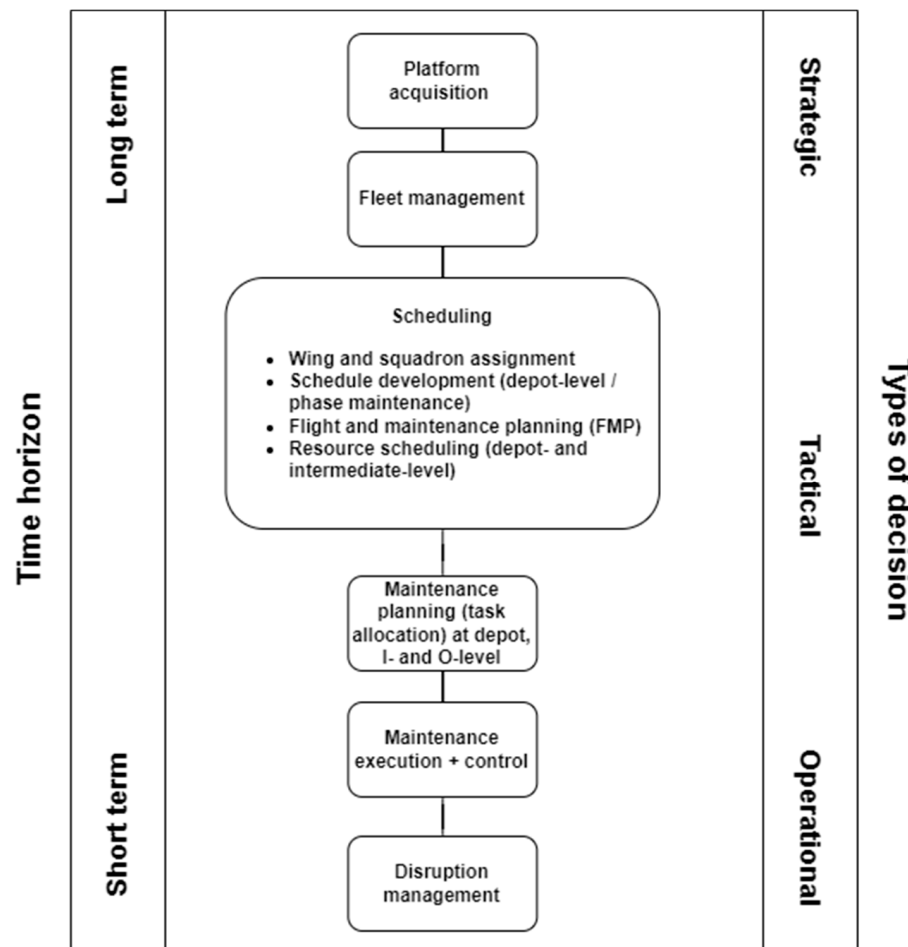 Time horizon
Long term
Short term
Platform
acquisition
Fleet management
Scheduling
• Wing and squadron assignment
• Schedule development (depot-level /
phase maintenance)
• Flight and maintenance planning (FMP)
• Resource scheduling (depot- and
intermediate-level)
Maintenance
planning (task
allocation) at depot,
I- and O-level
Maintenance
execution + control
Disruption
management
Strategic
Tactical
Operational
Types of decision